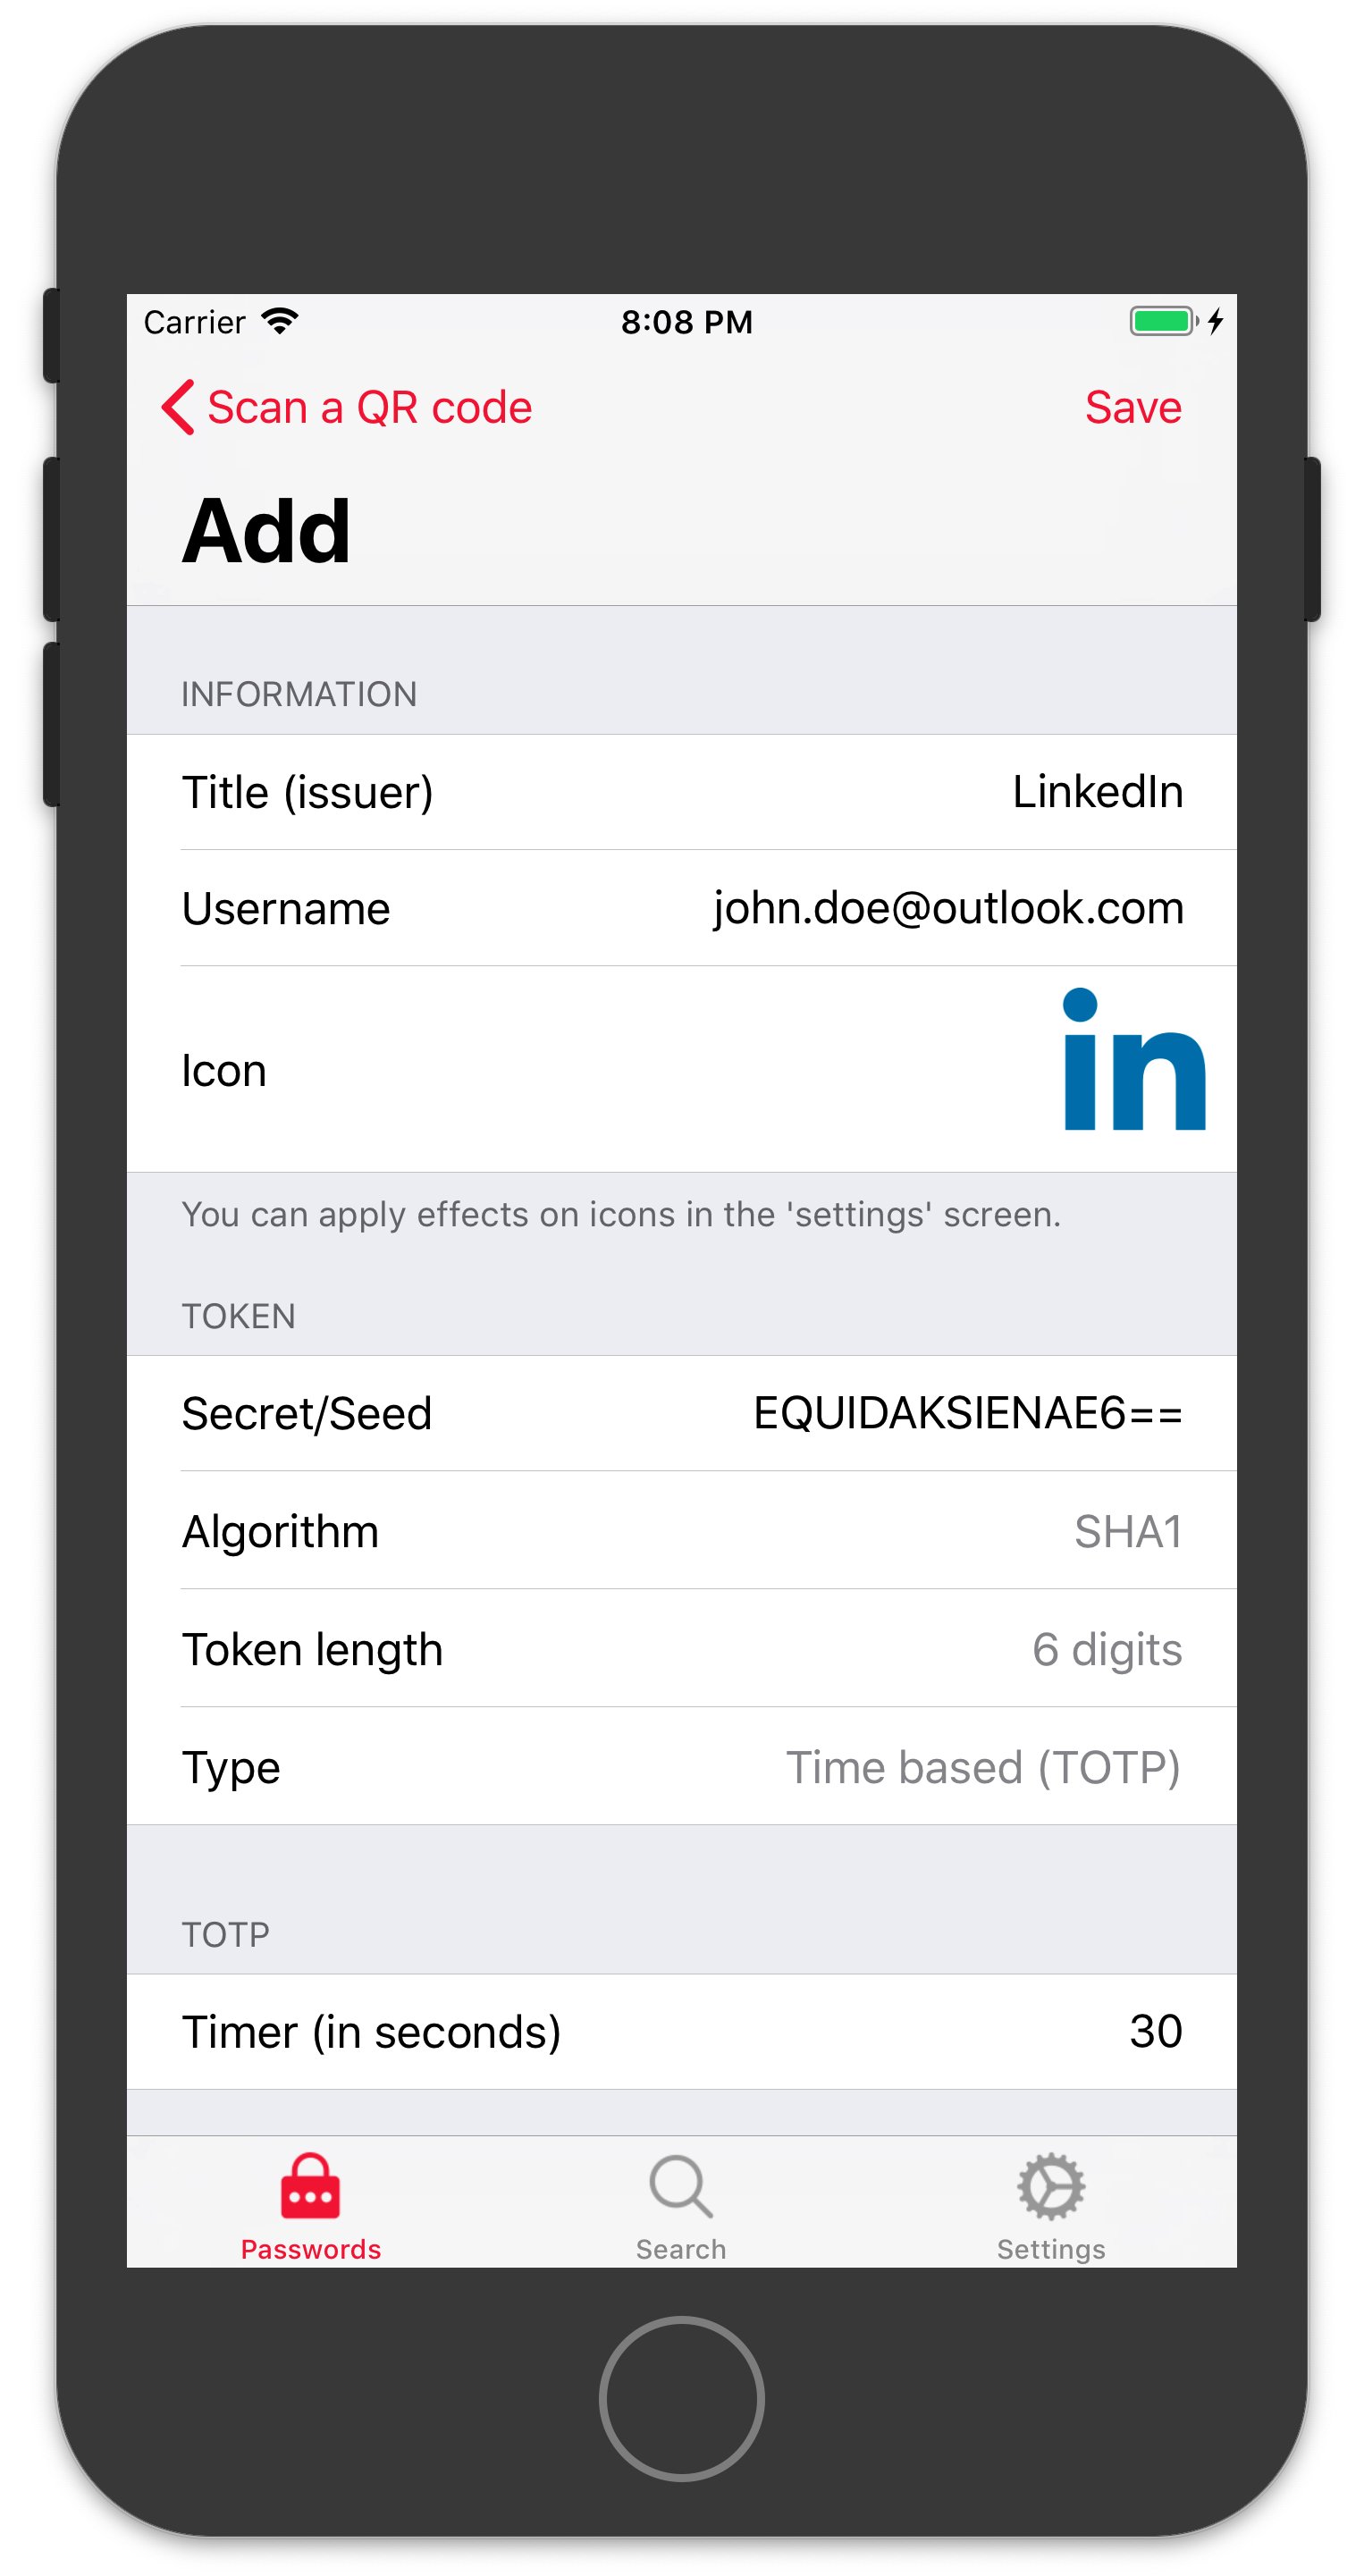 Carrier 8:08 PM
Scan a QR code Save
Add
INFORMATION
Title (issuer) LinkedIn
Username john.doe@outlook.com
Icon in
You can apply effects on icons in the 'settings' screen.
TOKEN
Secret/Seed EQUIDAKSIENAE6==
Algorithm SHA1
Token length 6 digits
Type Time based (TOTP)
TOTP
Timer (in seconds) 30
Passwords Search Settings